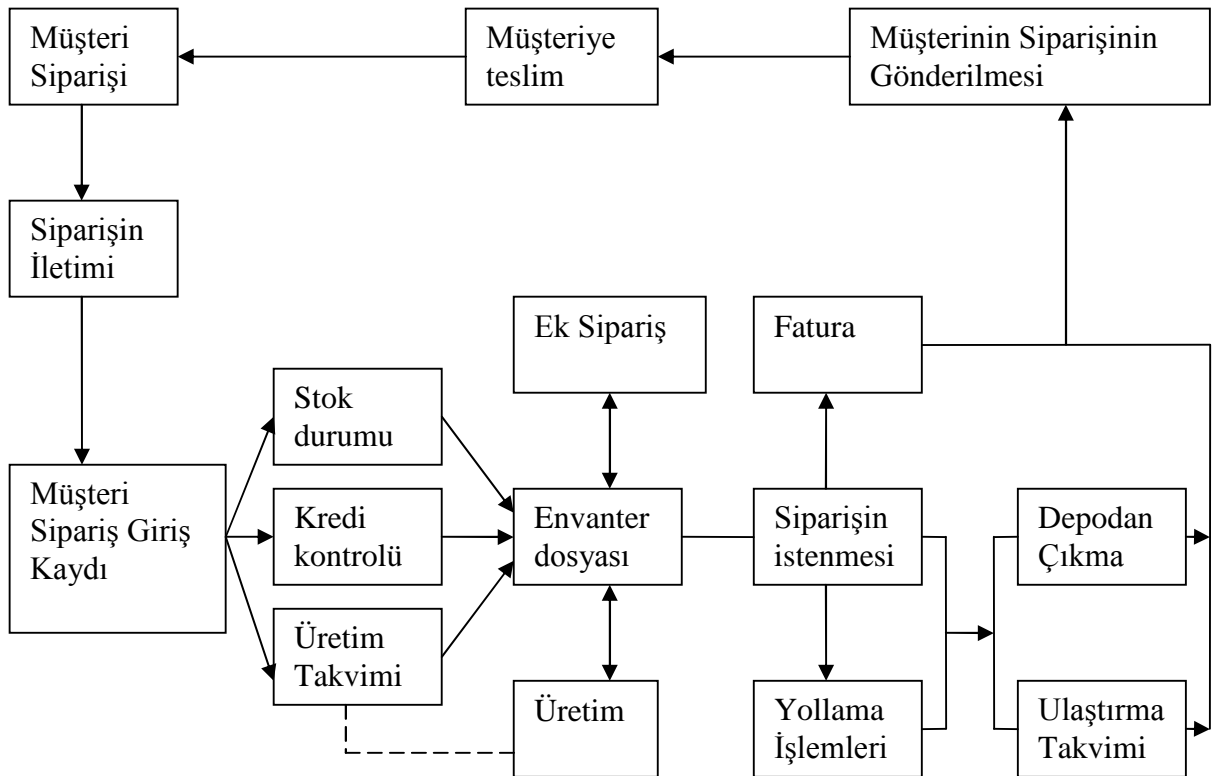 Müşteri
Siparişi
Müşteriye
teslim
Müşterinin Siparişinin
Gönderilmesi
Siparişin
İletimi
Ek Sipariş
Fatura
Stok
durumu
Müşteri
Sipariş Giriş
Kaydı
Kredi
kontrolü
Envanter
dosyası
Siparişin
istenmesi
Depodan
Çıkma
Üretim
Takvimi
Üretim
Yollama
İşlemleri
Ulaştırma
Takvimi